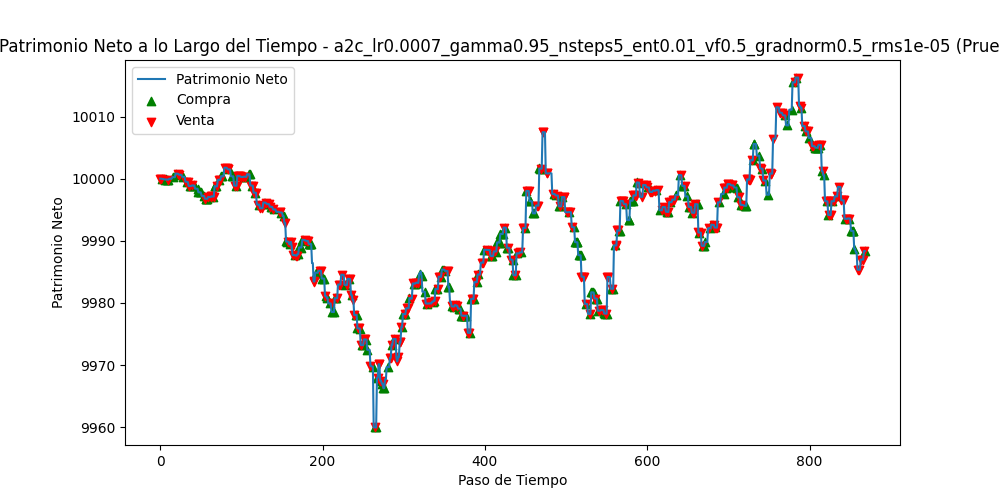 Patrimonio Neto a lo Largo del Tiempo - a2c_lr0.0007_gamma0.95_nsteps5_ent0.01_vf0.5_gradnorm0.5_rms1e-05 (Prue
Patrimonio Neto
Compra
Venta
10010
10000
9990
9980
9970
9960
Patrimonio Neto
0 200 400 600 800
Paso de Tiempo